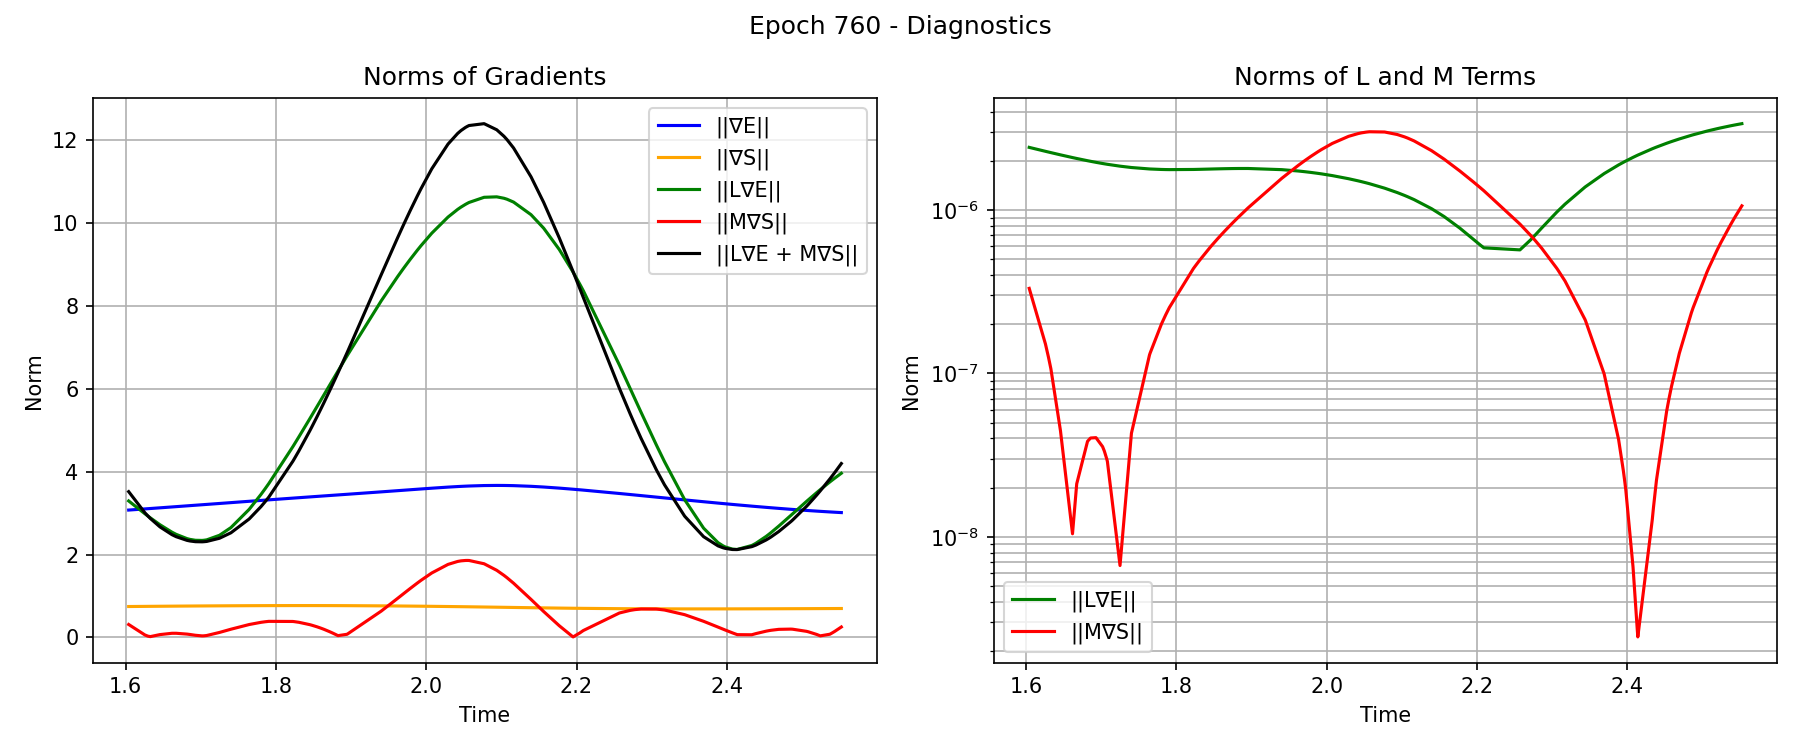 Epoch 760 - Diagnostics
Norms of Gradients
12
10
8
6
4
2
0
Norm
1.6 1.8 2.0 2.2 2.4
Time
||∇E||
||∇S||
||L∇E||
||M∇S||
||L∇E + M∇S||
Norms of L and M Terms
10⁻⁶
10⁻⁷
10⁻⁸
Norm
1.6 1.8 2.0 2.2 2.4
Time
||L∇E||
||M∇S||